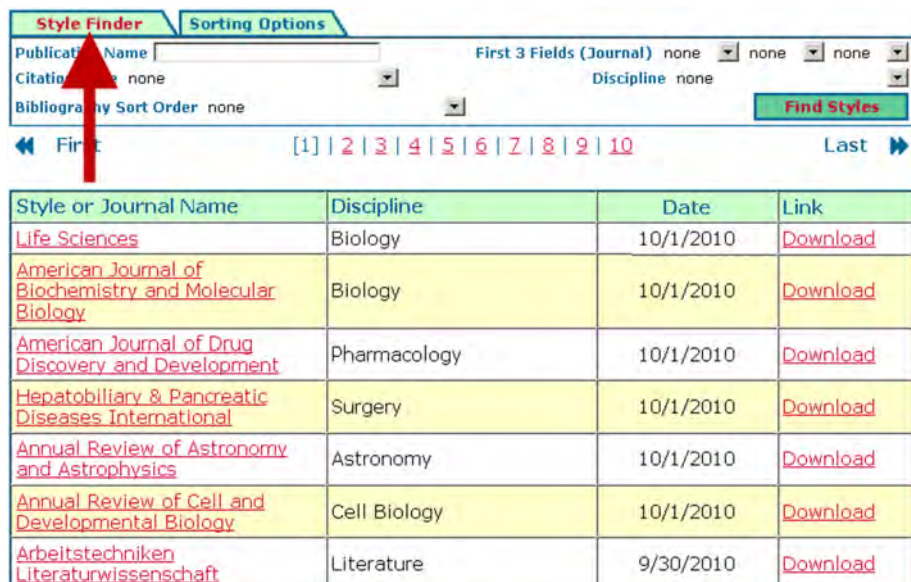 Style Finder Sorting Options
Publication Name First 3 Fields (Journal) none none none
none Discipline none
Bibliography Sort Order none Find Styles
First [1] | 2 | 3 | 4 | 5 | 6 | 7 | 8 | 9 | 10 Last
Style or Journal Name Discipline Date Link
Life Sciences Biology 10/1/2010 Download
American Journal of
Biochemistry and Molecular
Biology Biology 10/1/2010 Download
American Journal of Drug
Discovery and Development Pharmacology 10/1/2010 Download
Hepatobiliary & Pancreatic
Diseases International Surgery 10/1/2010 Download
Annual Review of Astronomy
and Astrophysics Astronomy 10/1/2010 Download
Annual Review of Cell and
Developmental Biology Cell Biology 10/1/2010 Download
Arbeitstechniken
Literaturwissenschaft Literature 9/30/2010 Download